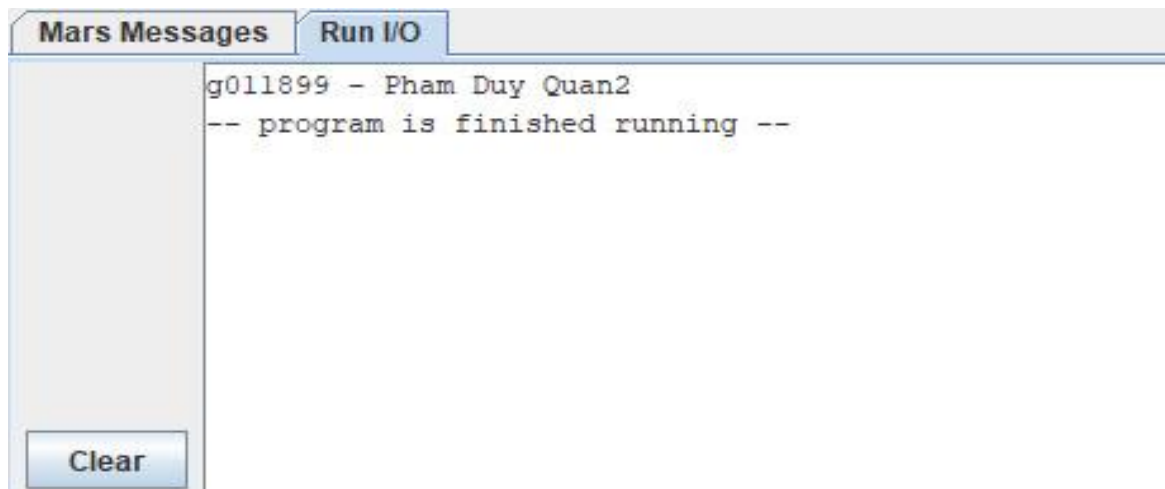 Mars Messages Run I/O
g011899 - Pham Duy Quan2
-- program is finished running --
Clear